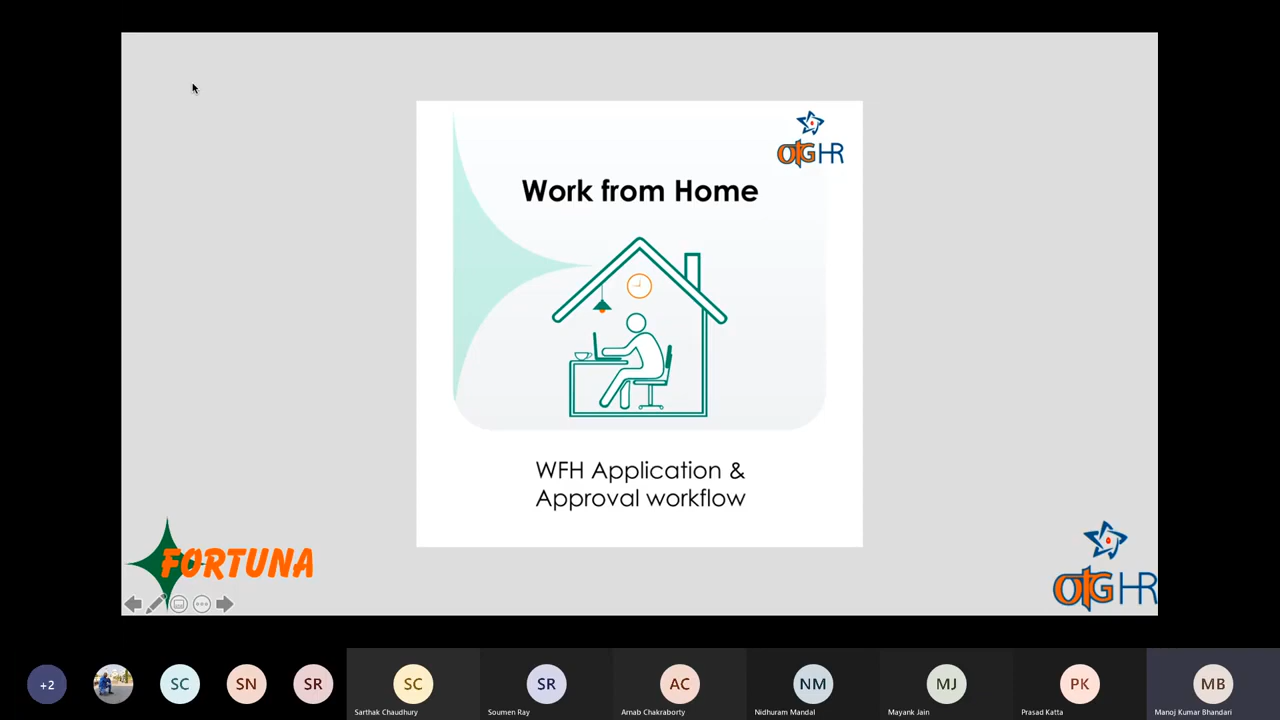 OTG HR
Work from Home
WFH Application &
Approval workflow
FORTUNA
OTG HR
+2
SC
SN
SR
SC
SR
AC
NM
MJ
PK
MB
Sarthak Chaudhury
Soumen Ray
Arnab Chakraborty
Nidhuram Mandal
Mayank Jain
Prasad Katta
Manoj Kumar Bhandari